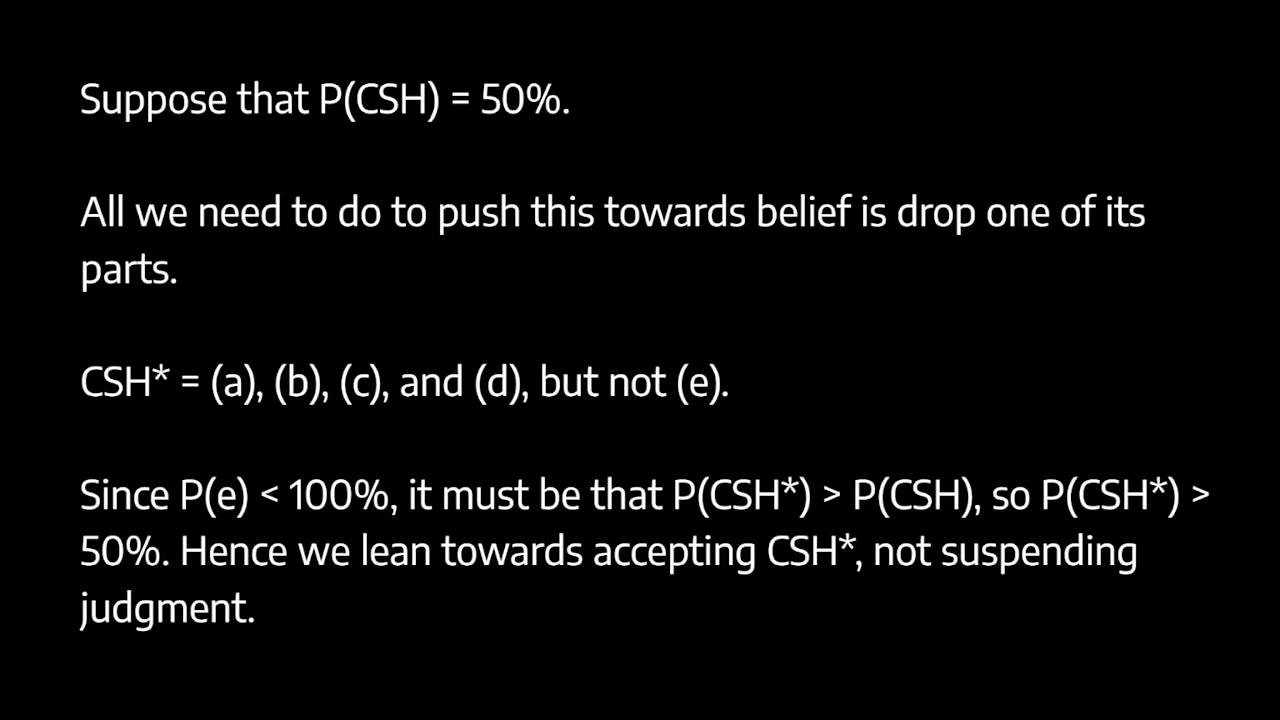 Suppose that P(CSH) = 50%.
All we need to do to push this towards belief is drop one of its
parts.
CSH* = (a), (b), (c), and (d), but not (e).
Since P(e) < 100%, it must be that P(CSH*) > P(CSH), so P(CSH*) >
50%. Hence we lean towards accepting CSH*, not suspending
judgment.